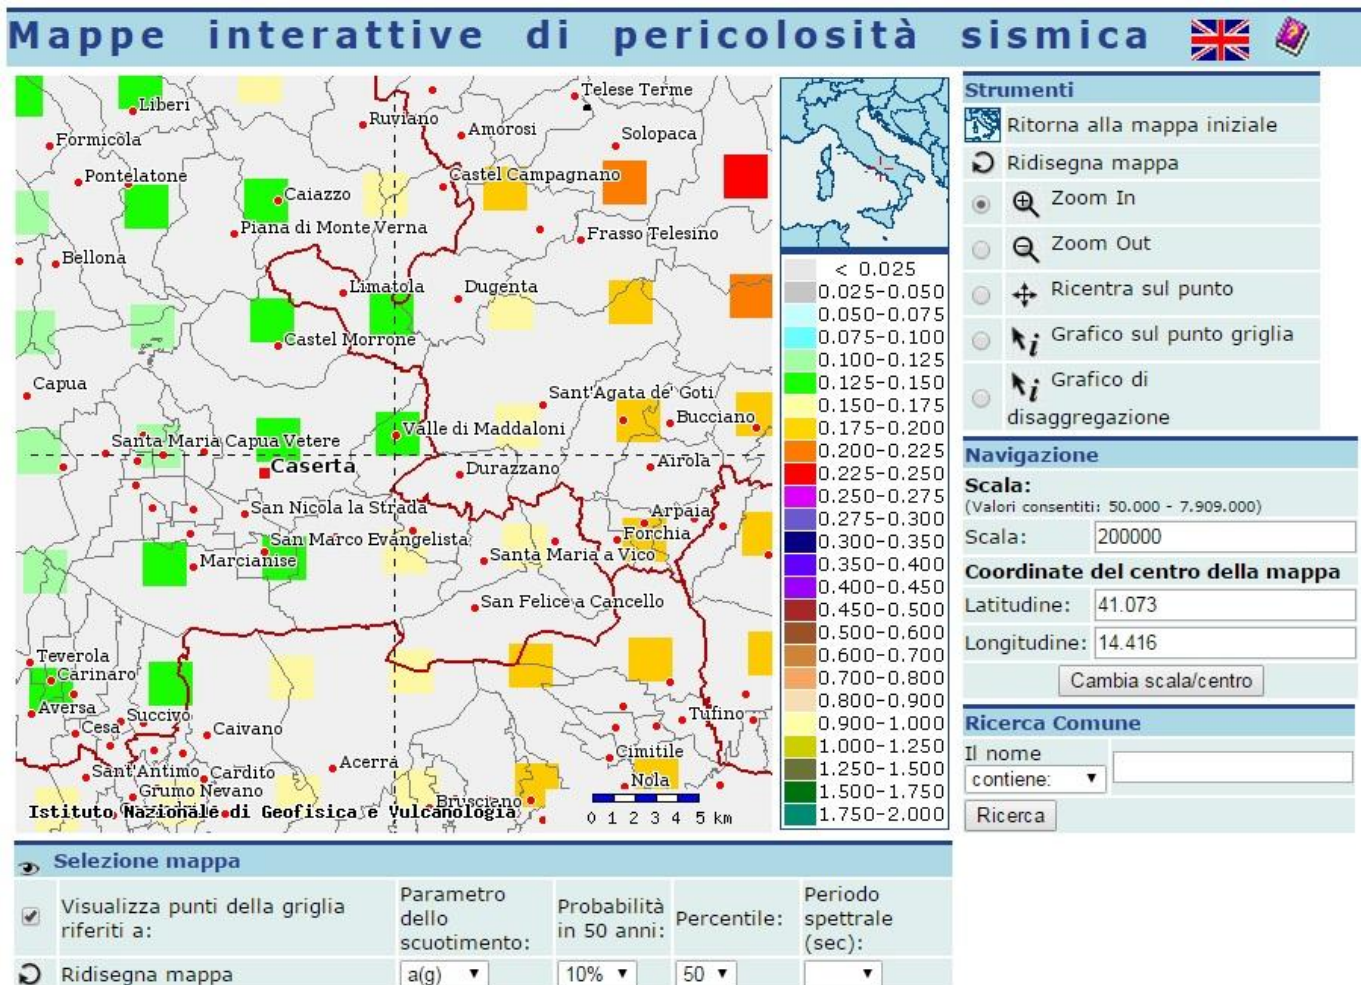 Mappe interattive di pericolosità sismica
Telese Terme
Liberi
Ruviano
Amorosi
Solopaca
Formicola
Pontelatone
Castel Campagnano
Caiazzo
Piana di Monte Verna
Frasso Telesino
Bellona
Limatola
Dugenta
Castel Morrone
Capua
Sant'Agata de' Goti
Bucciano
Valle di Maddaloni
Santa Maria Capua Vetere
Caserta
Durazzano
Airola
San Nicola la Strada
Arpaia
San Marco Evangelista
Forchia
Marcianise
Santa Maria a Vico
San Felice a Cancello
Teverola
Carinaro
Aversa
Succivo
Tufino
Cesa
Caivano
Cimitile
Acerra
Sant'Antimo
Cardito
Nola
Grumo Nevano
Brusciano
Istituto Nazionale di Geofisica e Vulcanologia
0 1 2 3 4 5 km
< 0.025
0.025-0.050
0.050-0.075
0.075-0.100
0.100-0.125
0.125-0.150
0.150-0.175
0.175-0.200
0.200-0.225
0.225-0.250
0.250-0.275
0.275-0.300
0.300-0.350
0.350-0.400
0.400-0.450
0.450-0.500
0.500-0.600
0.600-0.700
0.700-0.800
0.800-0.900
0.900-1.000
1.000-1.250
1.250-1.500
1.500-1.750
1.750-2.000
Strumenti
Ritorna alla mappa iniziale
Ridisegna mappa
Zoom In
Zoom Out
Ricentra sul punto
Grafico sul punto griglia
Grafico di
disaggregazione
Navigazione
Scala:
(Valori consentiti: 50.000 - 7.909.000)
Scala: 200000
Coordinate del centro della mappa
Latitudine: 41.073
Longitudine: 14.416
Cambia scala/centro
Ricerca Comune
Il nome
contiene:
Ricerca
Selezione mappa
Visualizza punti della griglia
riferiti a:
Parametro
dello
scuotimento:
Probabilità
in 50 anni:
Percentile:
Periodo
spettrale
(sec):
Ridisegna mappa a(g) 10% 50